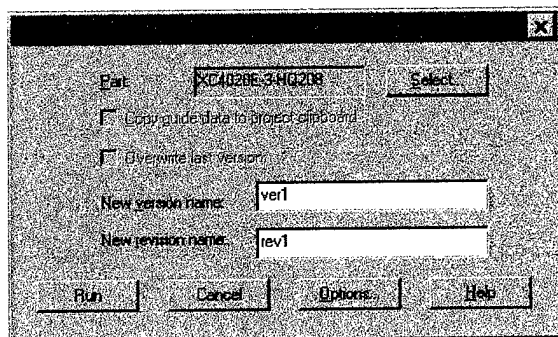 Part: XC4020E-3-HQ208 Select...
Copy guide data to project clipboard
Overwrite last version
New version name: ver1
New revision name: rev1
Run Cancel Options... Help